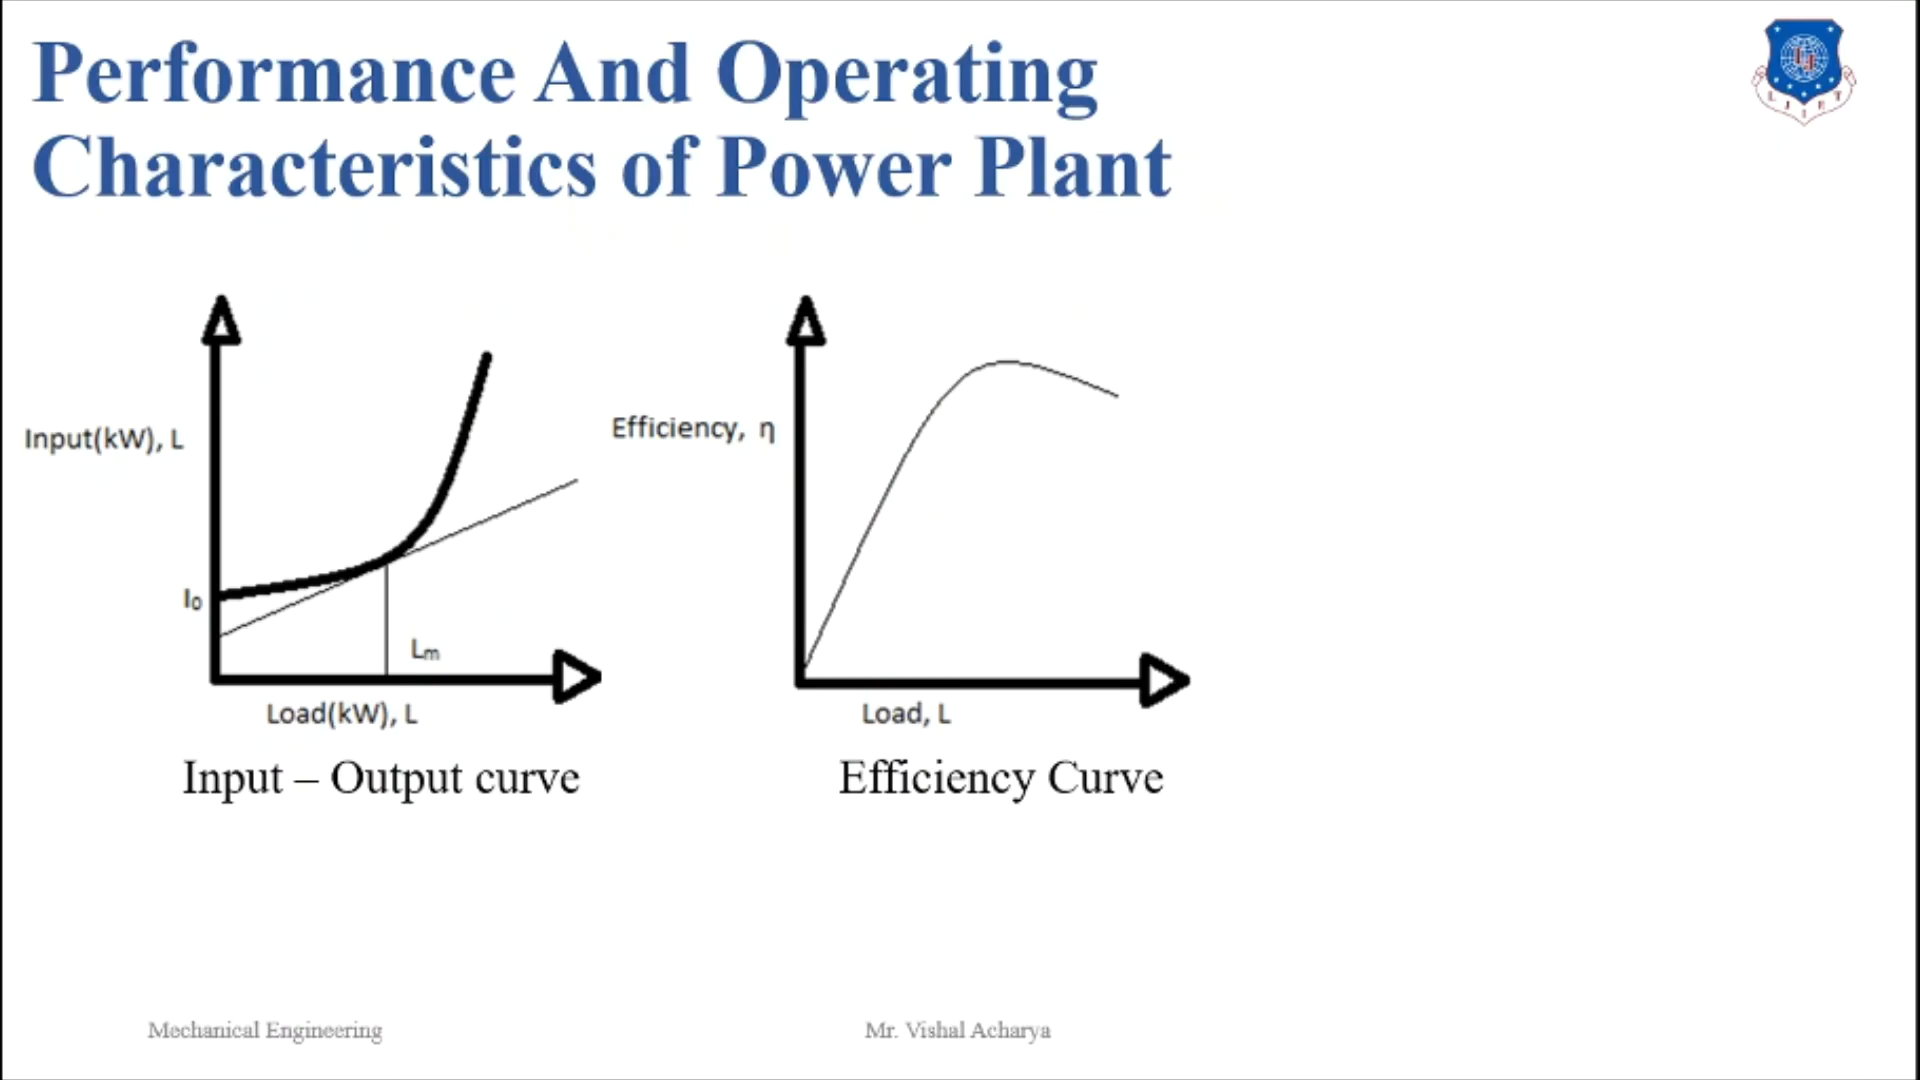 Performance And Operating
Characteristics of Power Plant
L J I E T
Input(kW), L
I₀
Lₘ
Load(kW), L
Input – Output curve
Efficiency, η
Load, L
Efficiency Curve
Mechanical Engineering
Mr. Vishal Acharya